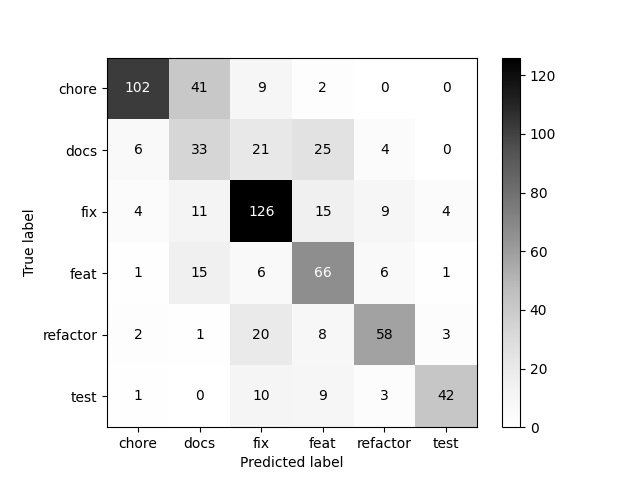 chore 102 41 9 2 0 0
docs 6 33 21 25 4 0
fix 4 11 126 15 9 4
feat 1 15 6 66 6 1
refactor 2 1 20 8 58 3
test 1 0 10 9 3 42
chore docs fix feat refactor test
Predicted label
True label
120
100
80
60
40
20
0